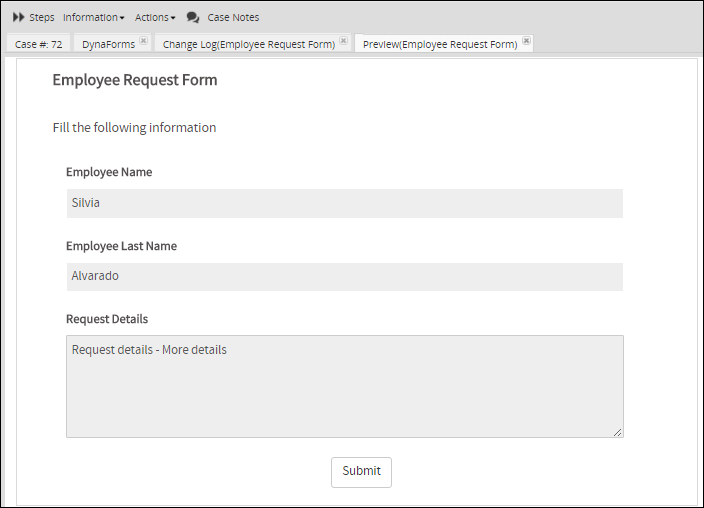 Steps Information Actions Case Notes
Case #: 72 DynaForms Change Log(Employee Request Form) Preview(Employee Request Form)
Employee Request Form
Fill the following information
Employee Name
Silvia
Employee Last Name
Alvarado
Request Details
Request details - More details
Submit